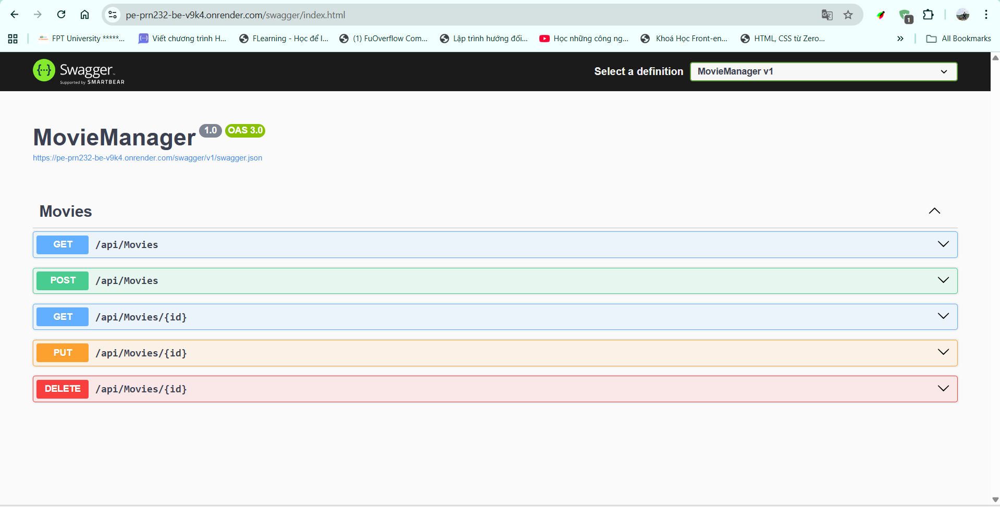 pe-prn232-be-v9k4.onrender.com/swagger/index.html
1
FPT University *****...
Viết chương trình H...
FLearning - Học để l...
(1) FuOverflow Com...
Lập trình hướng đối...
Học những công ng...
Khoá Học Front-en...
HTML, CSS từ Zero...
All Bookmarks
Swagger
Supported by SMARTBEAR
Select a definition
MovieManager v1
MovieManager 1.0 OAS 3.0
https://pe-prn232-be-v9k4.onrender.com/swagger/v1/swagger.json
Movies
GET /api/Movies
POST /api/Movies
GET /api/Movies/{id}
PUT /api/Movies/{id}
DELETE /api/Movies/{id}